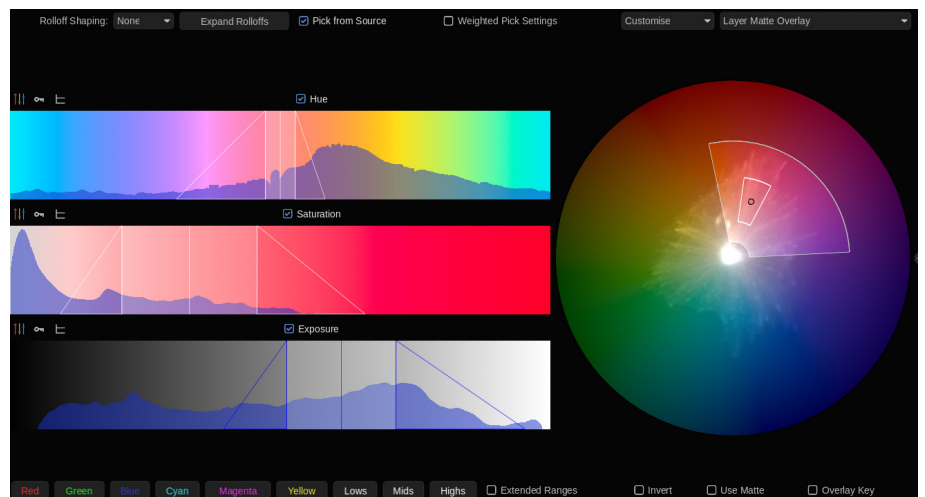 Rolloff Shaping: None Expand Rolloffs Pick from Source Weighted Pick Settings Customise Layer Matte Overlay
Hue
Saturation
Exposure
Red Green Blue Cyan Magenta Yellow Lows Mids Highs Extended Ranges Invert Use Matte Overlay Key